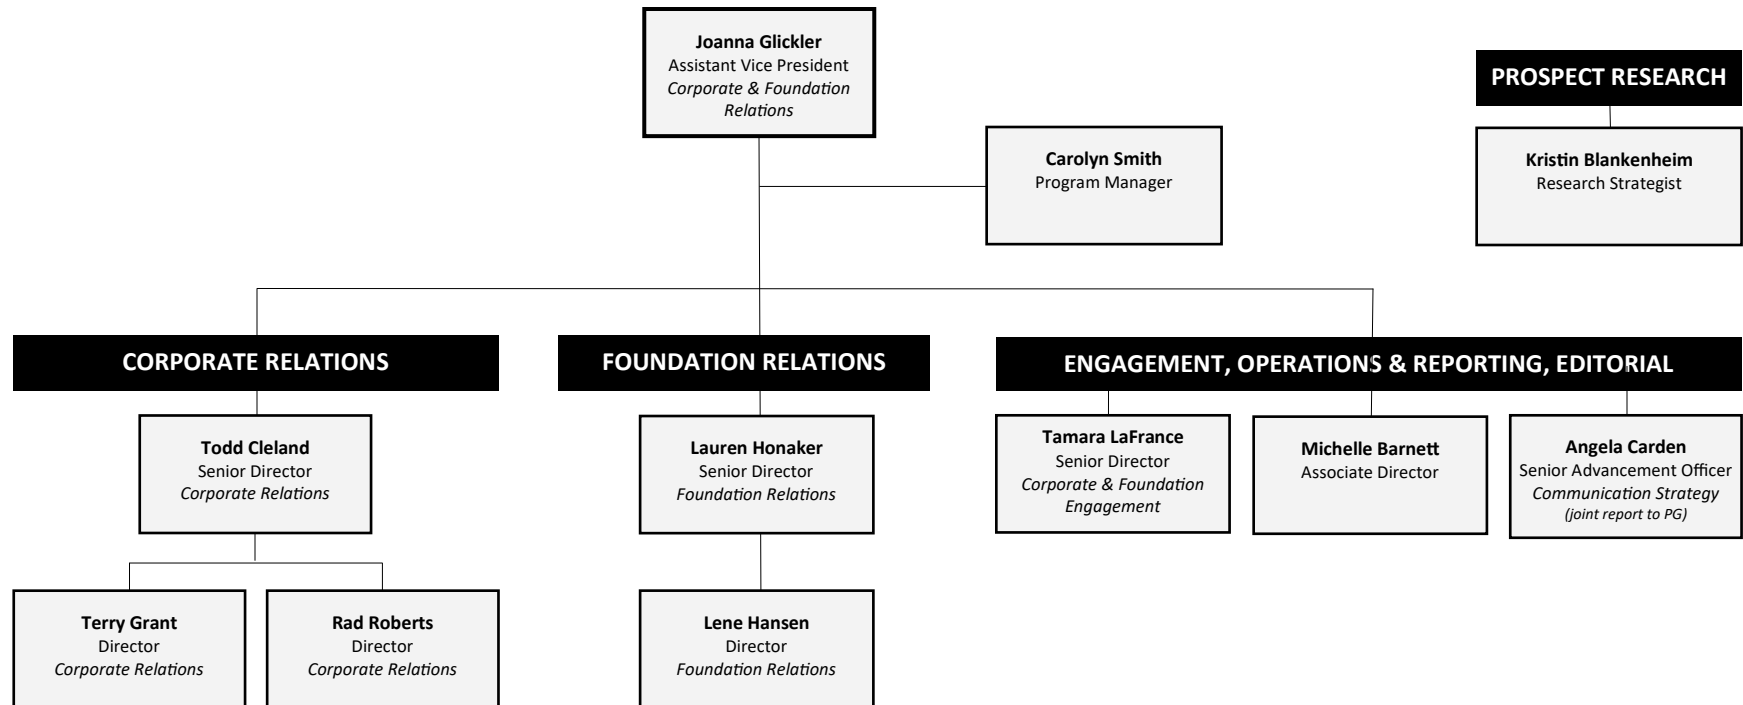 Joanna Glickler
Assistant Vice President
Corporate & Foundation
Relations
PROSPECT RESEARCH
Carolyn Smith
Program Manager
Kristin Blankenheim
Research Strategist
CORPORATE RELATIONS
FOUNDATION RELATIONS
ENGAGEMENT, OPERATIONS & REPORTING, EDITORIAL
Todd Cleland
Senior Director
Corporate Relations
Lauren Honaker
Senior Director
Foundation Relations
Tamara LaFrance
Senior Director
Corporate & Foundation
Engagement
Michelle Barnett
Associate Director
Angela Carden
Senior Advancement Officer
Communication Strategy
(joint report to PG)
Terry Grant
Director
Corporate Relations
Rad Roberts
Director
Corporate Relations
Lene Hansen
Director
Foundation Relations